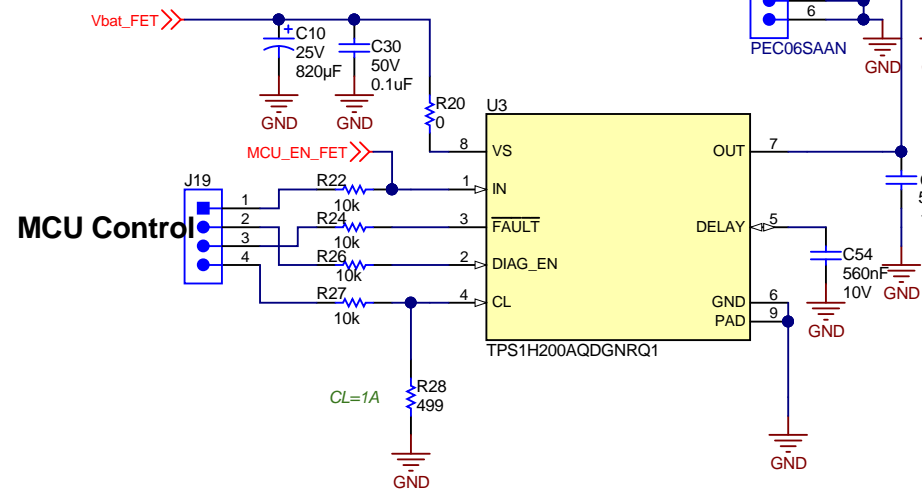 Vbat_FET
C10
25V
820µF
GND
C30
50V
0.1uF
GND
R20
0
6
PEC06SAAN
GND
U3
MCU_EN_FET
8
VS
OUT
7
J19
MCU Control
1
2
3
4
R22
10k
1
IN
R24
10k
3
FAULT
DELAY
5
R26
10k
2
DIAG_EN
R27
10k
4
CL
C54
560nF
10V
GND
GND
GND
6
PAD
9
TPS1H200AQDGNRQ1
CL=1A
R28
499
GND
GND